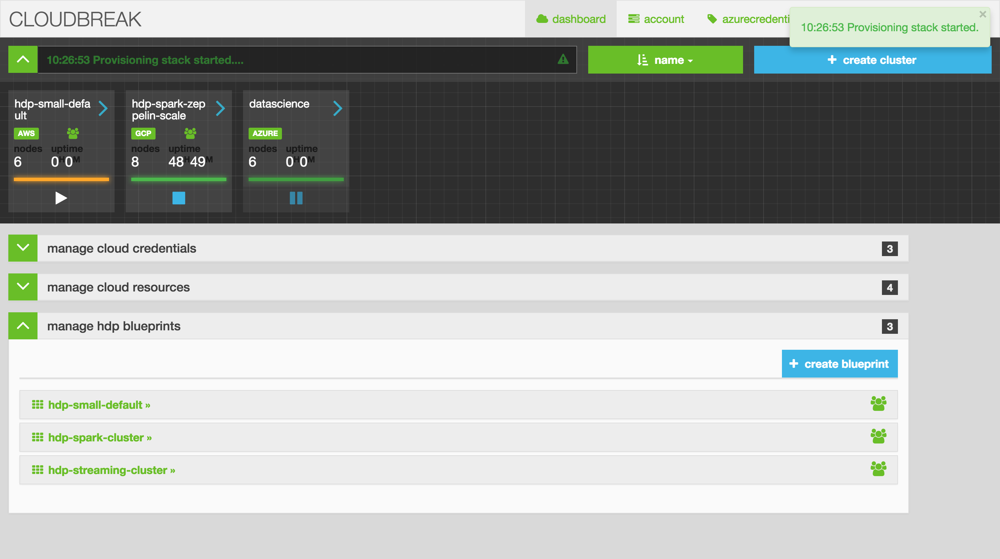 CLOUDBREAK
dashboard
account
azurecredenti
×
10:26:53 Provisioning stack started.
10:26:53 Provisioning stack started....
name
+ create cluster
hdp-small-defa
ult
AWS
nodes uptime
6 0H0M
hdp-spark-zep
pelin-scale
GCP
nodes uptime
8 48H49M
datascience
AZURE
nodes uptime
6 0H0M
manage cloud credentials
3
manage cloud resources
4
manage hdp blueprints
3
+ create blueprint
hdp-small-default »
hdp-spark-cluster »
hdp-streaming-cluster »